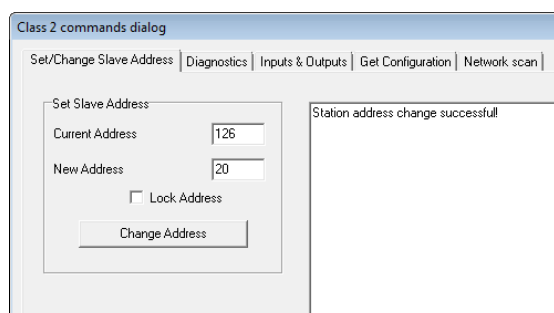 Class 2 commands dialog
Set/Change Slave Address
Diagnostics
Inputs & Outputs
Get Configuration
Network scan
Set Slave Address
Current Address
126
New Address
20
Lock Address
Change Address
Station address change successful!